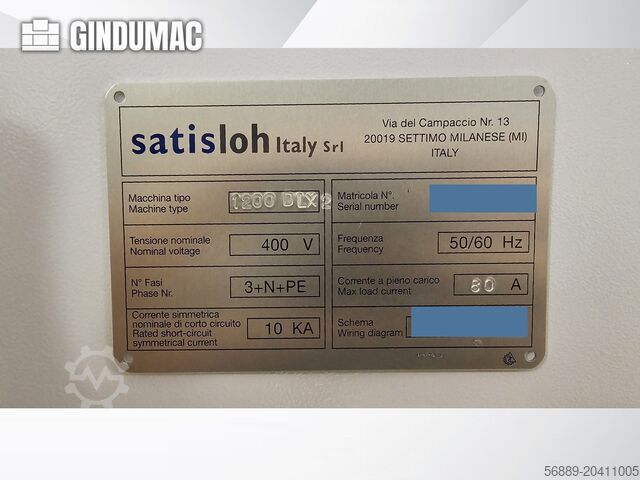 GINDUMAC
satisloh Italy Srl
Via del Campaccio Nr. 13
20019 SETTIMO MILANESE (MI)
ITALY
Macchina tipo
Machine type
1200 DLX2
Matricola N°.
Serial number
Tensione nominale
Nominal voltage
400 V
Frequenza
Frequency
50/60 Hz
N° Fasi
Phase Nr.
3+N+PE
Corrente a pieno carico
Max load current
80 A
Corrente simmetrica
nominale di corto circuito
Rated short-circuit
symmetrical current
10 KA
Schema
Wiring diagram
56889-20411005